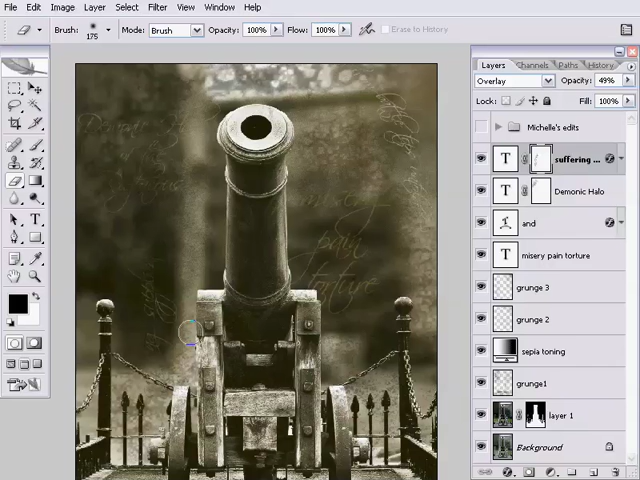 File Edit Image Layer Select Filter View Window Help
Brush: 175 Mode: Brush Opacity: 100% Flow: 100% Erase to History
Layers Channels Paths History
Overlay Opacity: 49%
Lock: Fill: 100%
Michelle's edits
suffering ...
Demonic Halo
and
misery pain torture
grunge 3
grunge 2
sepia toning
grunge1
layer 1
Background
misery
pain
torture